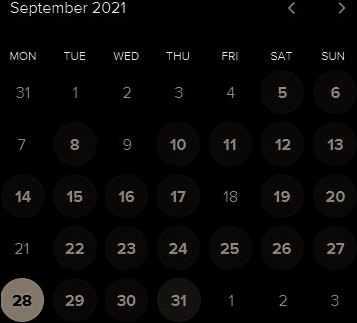 September 2021 < >
MON TUE WED THU FRI SAT SUN
31 1 2 3 4 5 6
7 8 9 10 11 12 13
14 15 16 17 18 19 20
21 22 23 24 25 26 27
28 29 30 31 1 2 3